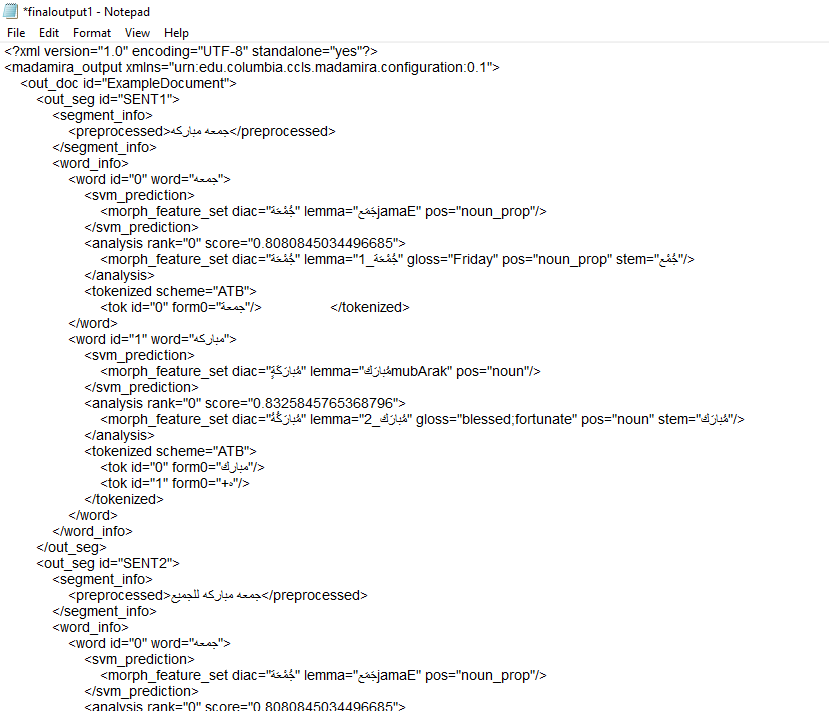 *finaloutput1 - Notepad
File Edit Format View Help
<?xml version="1.0" encoding="UTF-8" standalone="yes"?>
<madamira_output xmlns="urn:edu.columbia.ccls.madamira.configuration:0.1">
<out_doc id="ExampleDocument">
<out_seg id="SENT1">
<segment_info>
<preprocessed>جمعه مباركه</preprocessed>
</segment_info>
<word_info>
<word id="0" word="جمعه">
<svm_prediction>
<morph_feature_set diac="جُمْعَة" lemma="جَمَعjamaE" pos="noun_prop"/>
</svm_prediction>
<analysis rank="0" score="0.8080845034496685">
<morph_feature_set diac="جُمْعَة" lemma="جُمْعَة_1" gloss="Friday" pos="noun_prop" stem="جُمْع"/>
</analysis>
<tokenized scheme="ATB">
<tok id="0" form0="جمعة"/> </tokenized>
</word>
<word id="1" word="مباركه">
<svm_prediction>
<morph_feature_set diac="مُبارَكَةٍ" lemma="مُبارَكmubArak" pos="noun"/>
</svm_prediction>
<analysis rank="0" score="0.8325845765368796">
<morph_feature_set diac="مُبارَكُهُ" lemma="مُبارَك_2" gloss="blessed;fortunate" pos="noun" stem="مُبارَك"/>
</analysis>
<tokenized scheme="ATB">
<tok id="0" form0="مبارك"/>
<tok id="1" form0="+ه"/>
</tokenized>
</word>
</word_info>
</out_seg>
<out_seg id="SENT2">
<segment_info>
<preprocessed>جمعه مباركه للجميع</preprocessed>
</segment_info>
<word_info>
<word id="0" word="جمعه">
<svm_prediction>
<morph_feature_set diac="جُمْعَة" lemma="جَمَعjamaE" pos="noun_prop"/>
</svm_prediction>
<analysis rank="0" score="0.8080845034496685">